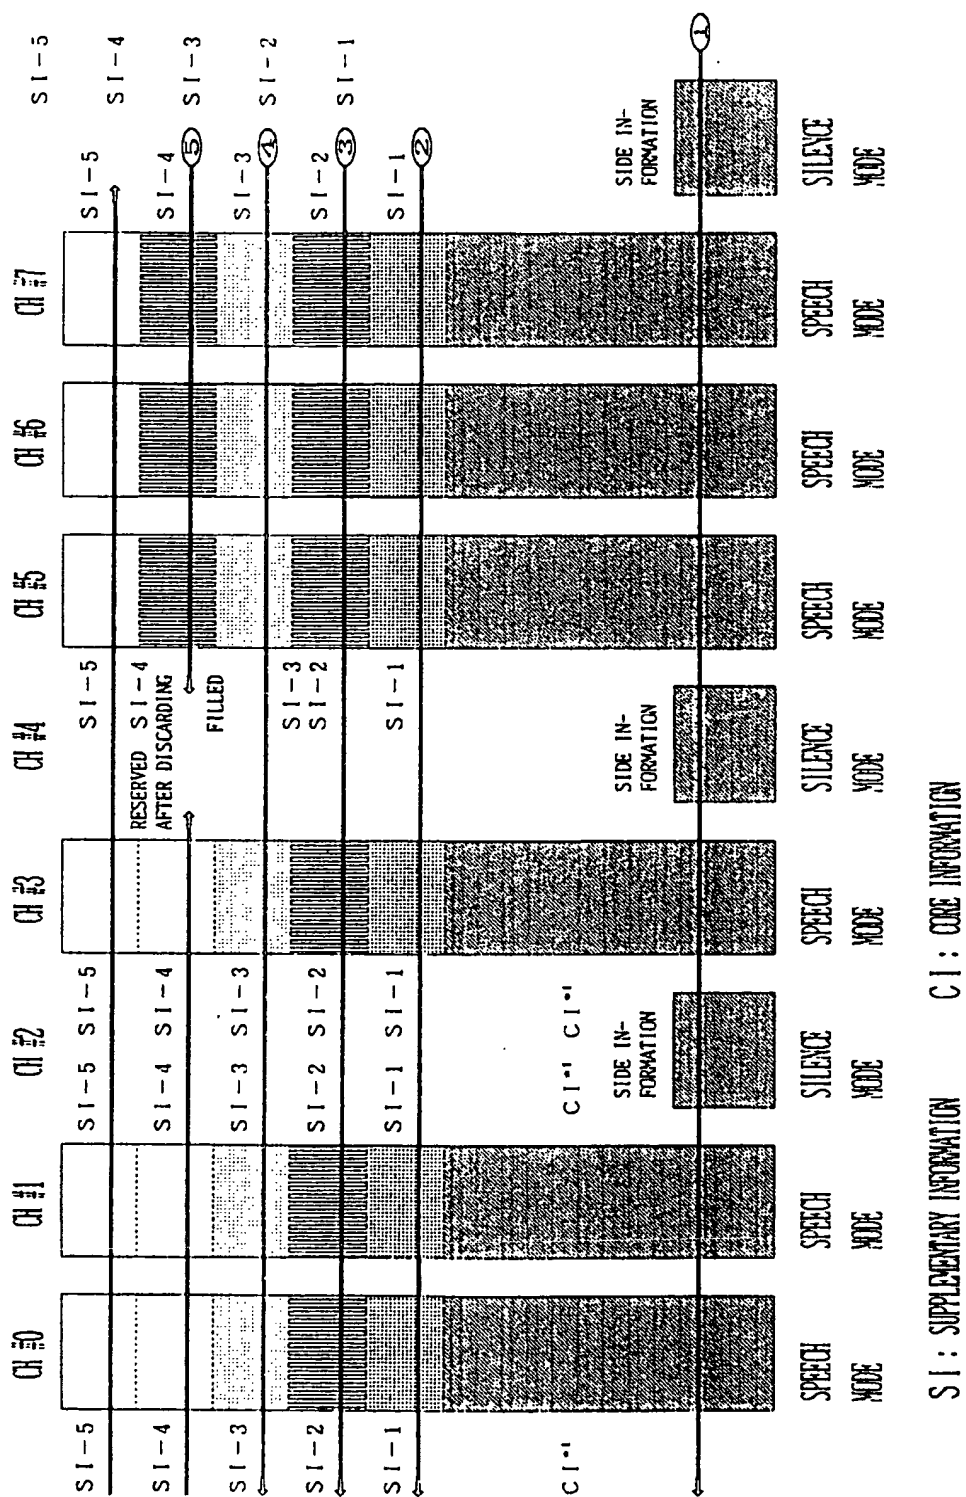 CH #0 CH #1 CH #2 CH #3 CH #4 CH #5 CH #6 CH #7
SI-5
SI-5 SI-5 SI-5 SI-5 SI-5
SI-4
RESERVED SI-4
SI-4 SI-4 SI-4 AFTER DISCARDING SI-4
⑤ SI-3
FILLED
SI-3 SI-3 SI-3 SI-3
④ SI-2
SI-3
SI-2 SI-2 SI-2 SI-2 SI-2
③ SI-1
SI-1 SI-1 SI-1 SI-1 SI-1
②
CI*1 CI*1 CI*1
SIDE IN- SIDE IN- SIDE IN-
FORMATION FORMATION FORMATION
①
SPEECH SPEECH SILENCE SPEECH SILENCE SPEECH SPEECH SPEECH SILENCE
MODE MODE MODE MODE MODE MODE MODE MODE MODE
SI: SUPPLEMENTARY INFORMATION CI: CORE INFORMATION